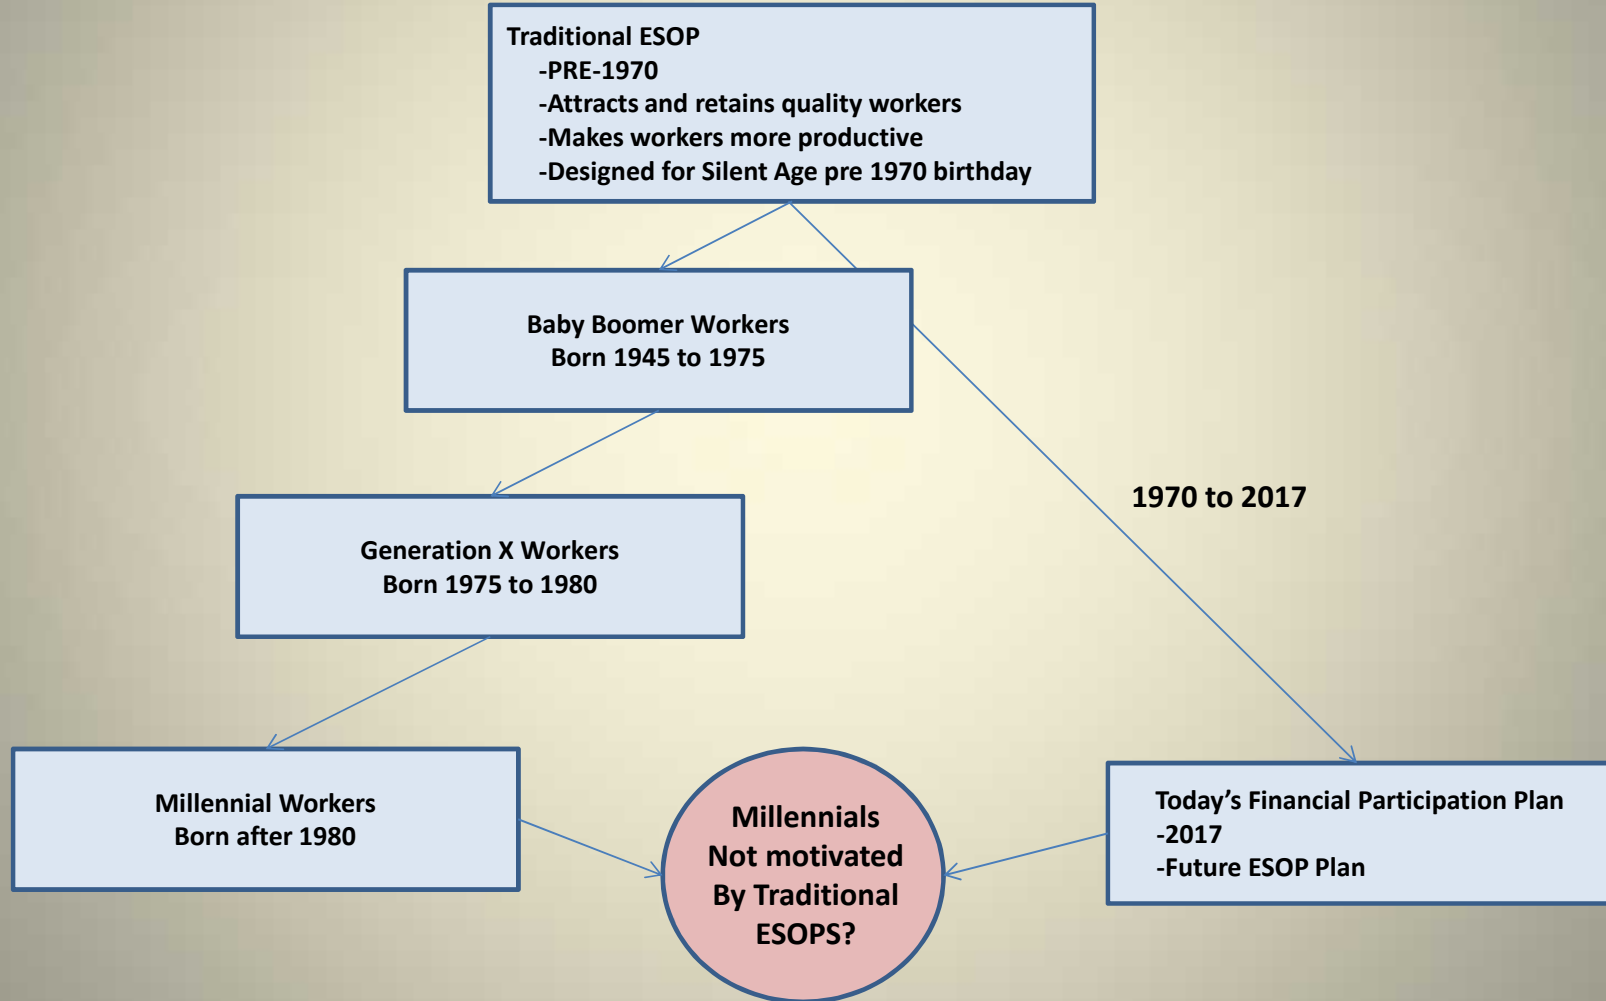 Traditional ESOP
-PRE-1970
-Attracts and retains quality workers
-Makes workers more productive
-Designed for Silent Age pre 1970 birthday
Baby Boomer Workers
Born 1945 to 1975
1970 to 2017
Generation X Workers
Born 1975 to 1980
Millennial Workers
Born after 1980
Millennials
Not motivated
By Traditional
ESOPS?
Today’s Financial Participation Plan
-2017
-Future ESOP Plan